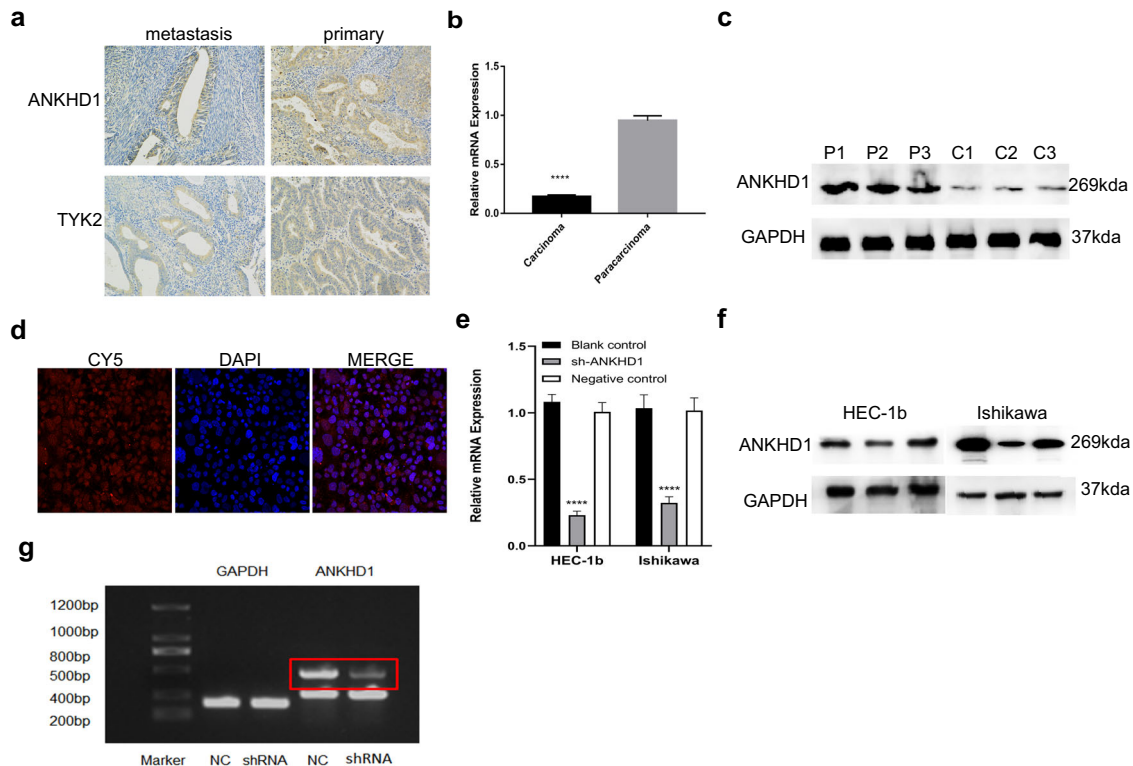 a
metastasis primary
ANKHD1
TYK2
b
Relative mRNA Expression
1.5
1.0
0.5
0.0
****
Carcinoma
Paracarcinoma
c
P1 P2 P3 C1 C2 C3
ANKHD1 269kda
GAPDH 37kda
d
CY5 DAPI MERGE
e
Relative mRNA Expression
1.5
1.0
0.5
0.0
Blank control
sh-ANKHD1
Negative control
**** ****
HEC-1b Ishikawa
f
HEC-1b Ishikawa
ANKHD1 269kda
GAPDH 37kda
g
GAPDH ANKHD1
1200bp
1000bp
800bp
500bp
400bp
200bp
Marker NC shRNA NC shRNA